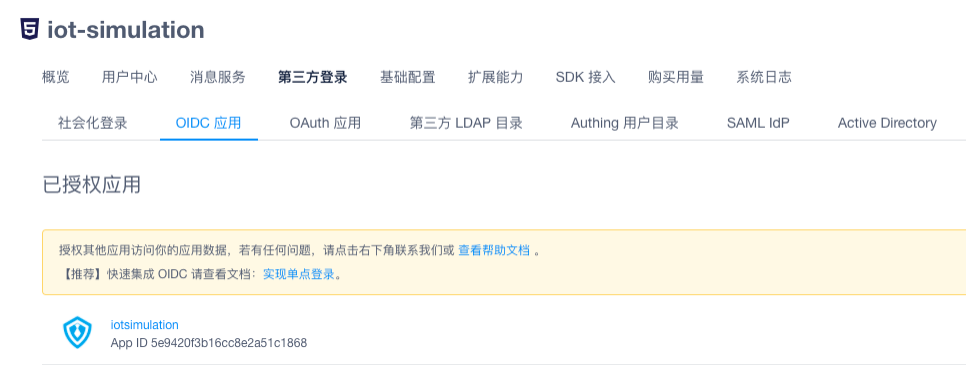 iot-simulation
概览 用户中心 消息服务 第三方登录 基础配置 扩展能力 SDK 接入 购买用量 系统日志
社会化登录 OIDC 应用 OAuth 应用 第三方 LDAP 目录 Authing 用户目录 SAML IdP Active Directory
已授权应用
授权其他应用访问你的应用数据，若有任何问题，请点击右下角联系我们或 查看帮助文档 。
【推荐】快速集成 OIDC 请查看文档：实现单点登录。
iotsimulation
App ID 5e9420f3b16cc8e2a51c1868